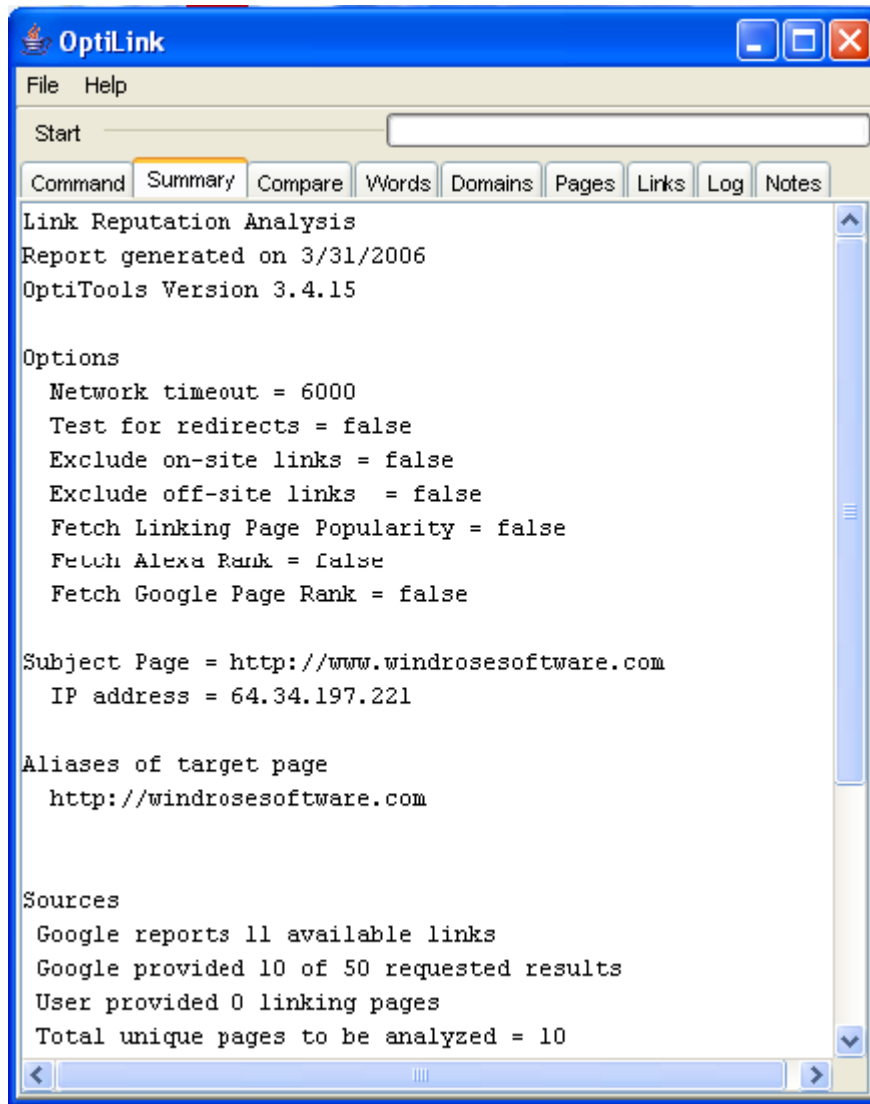 OptiLink
File Help
Start
Command Summary Compare Words Domains Pages Links Log Notes
Link Reputation Analysis
Report generated on 3/31/2006
OptiTools Version 3.4.15
Options
Network timeout = 6000
Test for redirects = false
Exclude on-site links = false
Exclude off-site links = false
Fetch Linking Page Popularity = false
Fetch Alexa Rank = false
Fetch Google Page Rank = false
Subject Page = http://www.windrosesoftware.com
IP address = 64.34.197.221
Aliases of target page
http://windrosesoftware.com
Sources
Google reports 11 available links
Google provided 10 of 50 requested results
User provided 0 linking pages
Total unique pages to be analyzed = 10